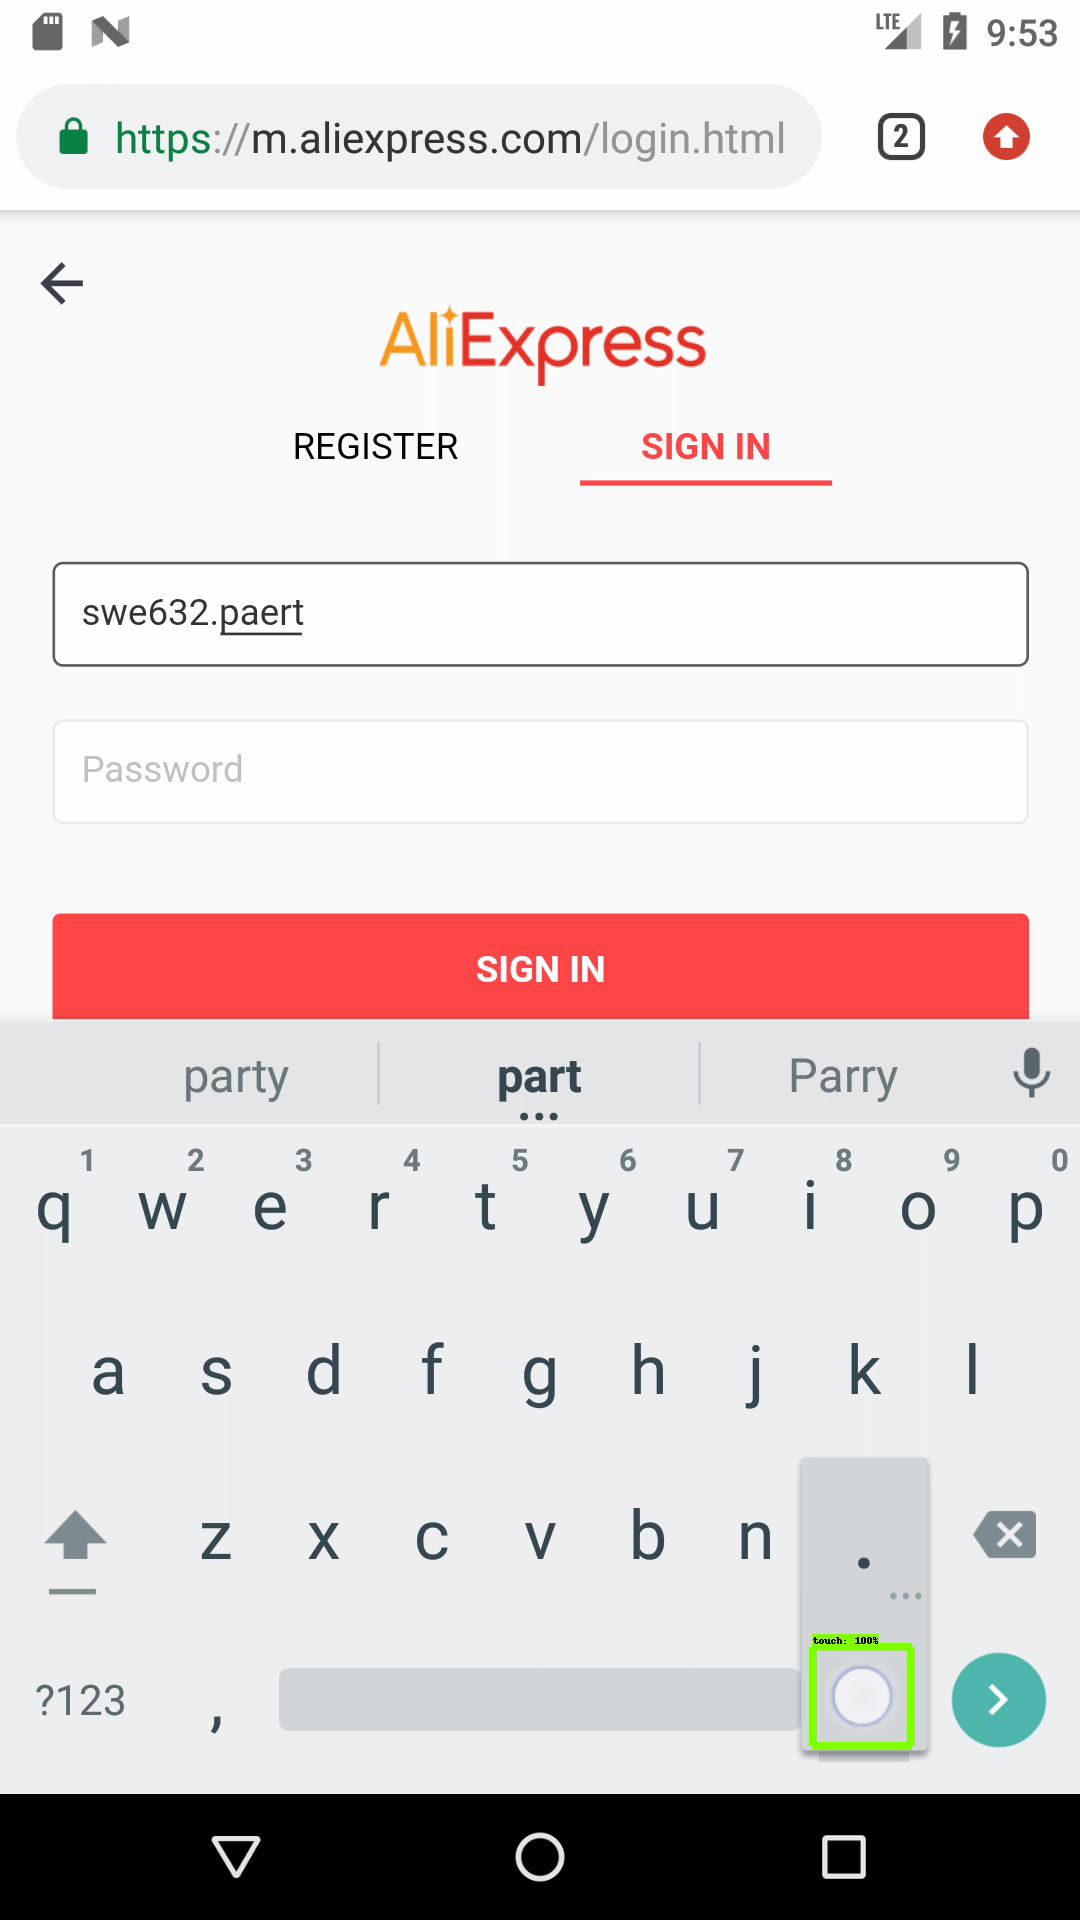 LTE 9:53
https://m.aliexpress.com/login.html 2
AliExpress
REGISTER SIGN IN
swe632.paert
Password
SIGN IN
party part Parry
1 2 3 4 5 6 7 8 9 0
q w e r t y u i o p
a s d f g h j k l
z x c v b n .
touch: 100%
?123 ,